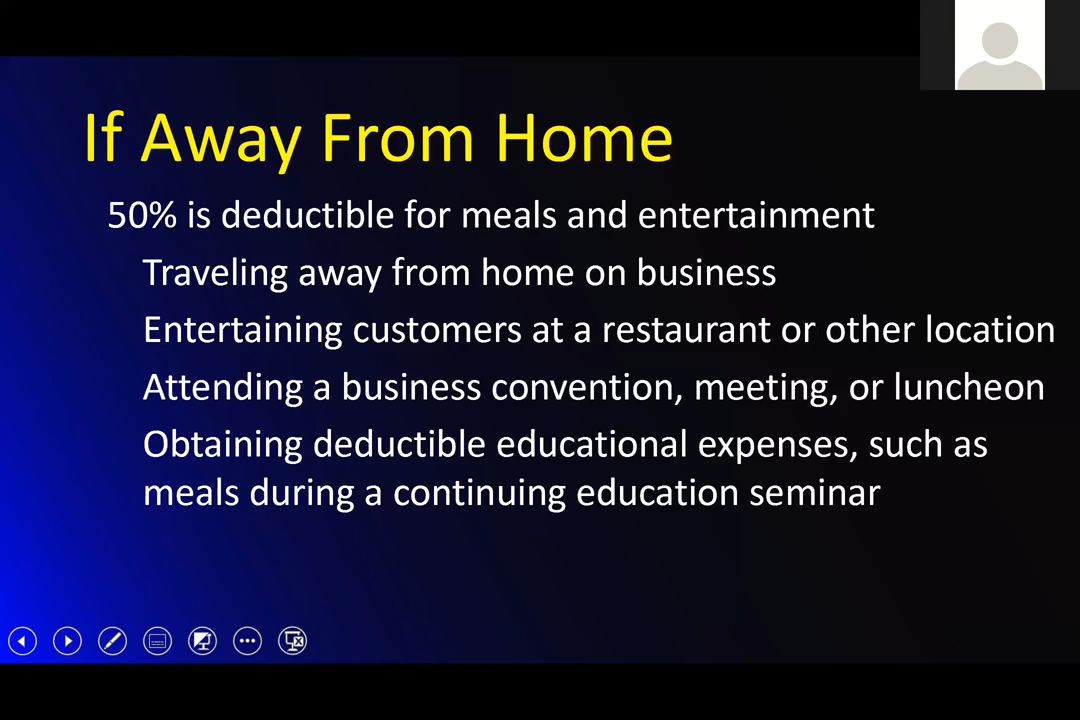 If Away From Home
50% is deductible for meals and entertainment
Traveling away from home on business
Entertaining customers at a restaurant or other location
Attending a business convention, meeting, or luncheon
Obtaining deductible educational expenses, such as
meals during a continuing education seminar